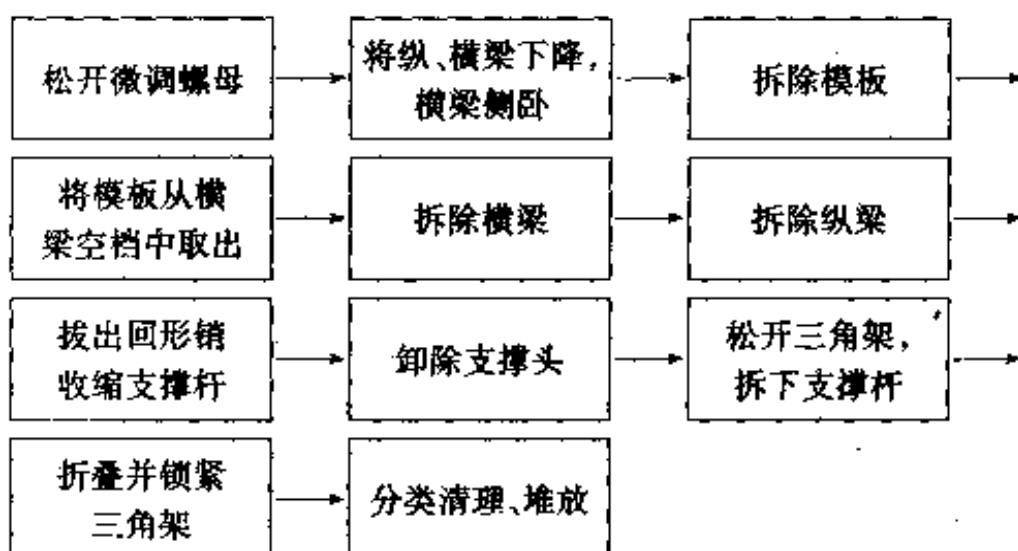 松开微调螺母
将纵、横梁下降,
横梁侧卧
拆除模板
将模板从横
梁空档中取出
拆除横梁
拆除纵梁
拔出回形销
收缩支撑杆
卸除支撑头
松开三角架,
拆下支撑杆
折叠并锁紧
三角架
分类清理、堆放